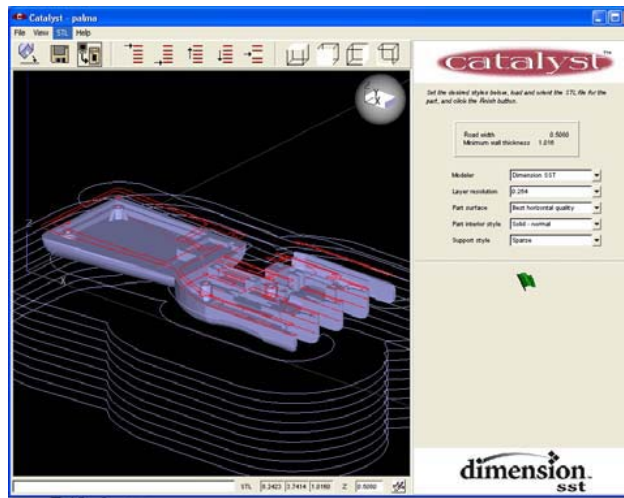 Catalyst - palma
File View STL Help
catalyst™
Set the desired styles below, load and orient the STL file for the
part, and click the Finish button.
Road width 0.5080
Minimum wall thickness 1.016
Modeler Dimension SST
Layer resolution 0.254
Part surface Best horizontal quality
Part interior style Solid - normal
Support style Sparse
Z
X
Y
Z
X
STL 8.2423 3.7414 1.0160 Z 0.5080
dimension
sst